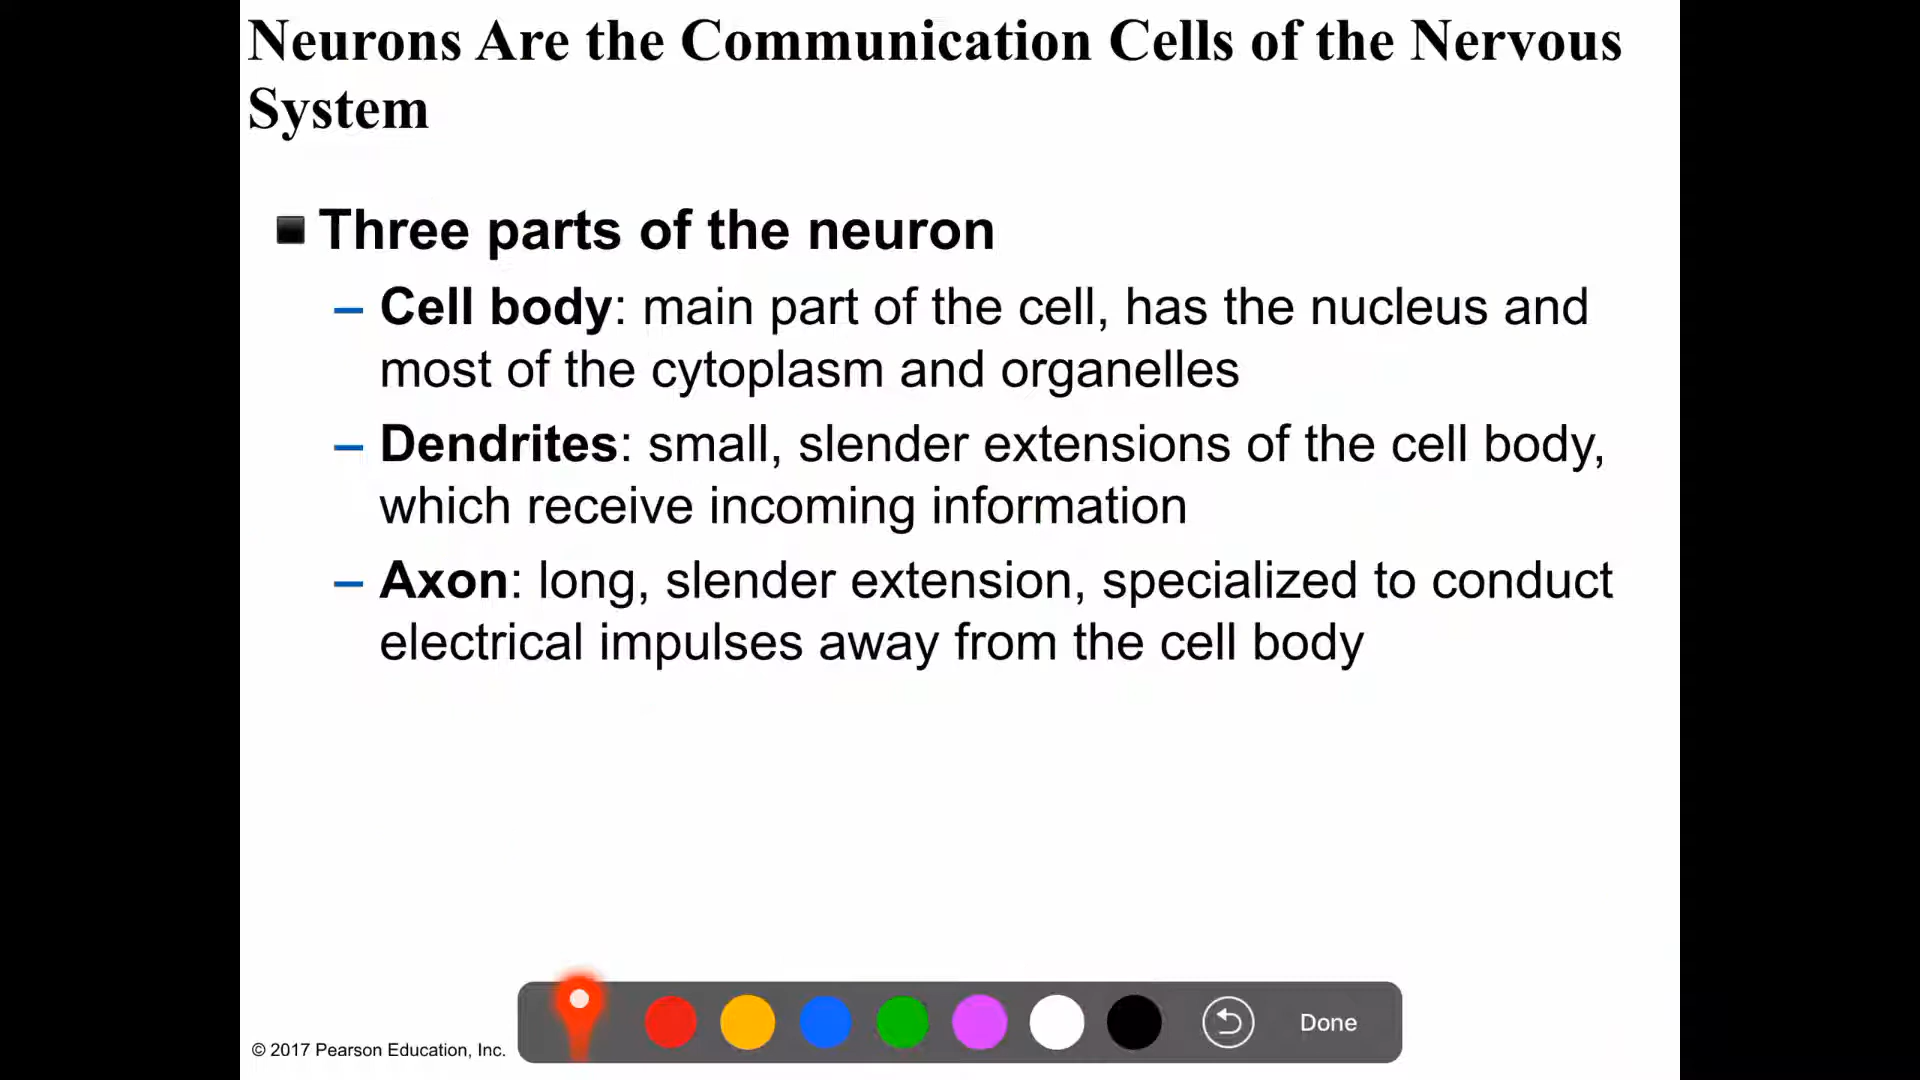 Neurons Are the Communication Cells of the Nervous
System
Three parts of the neuron
– Cell body: main part of the cell, has the nucleus and
most of the cytoplasm and organelles
– Dendrites: small, slender extensions of the cell body,
which receive incoming information
– Axon: long, slender extension, specialized to conduct
electrical impulses away from the cell body
Done
© 2017 Pearson Education, Inc.